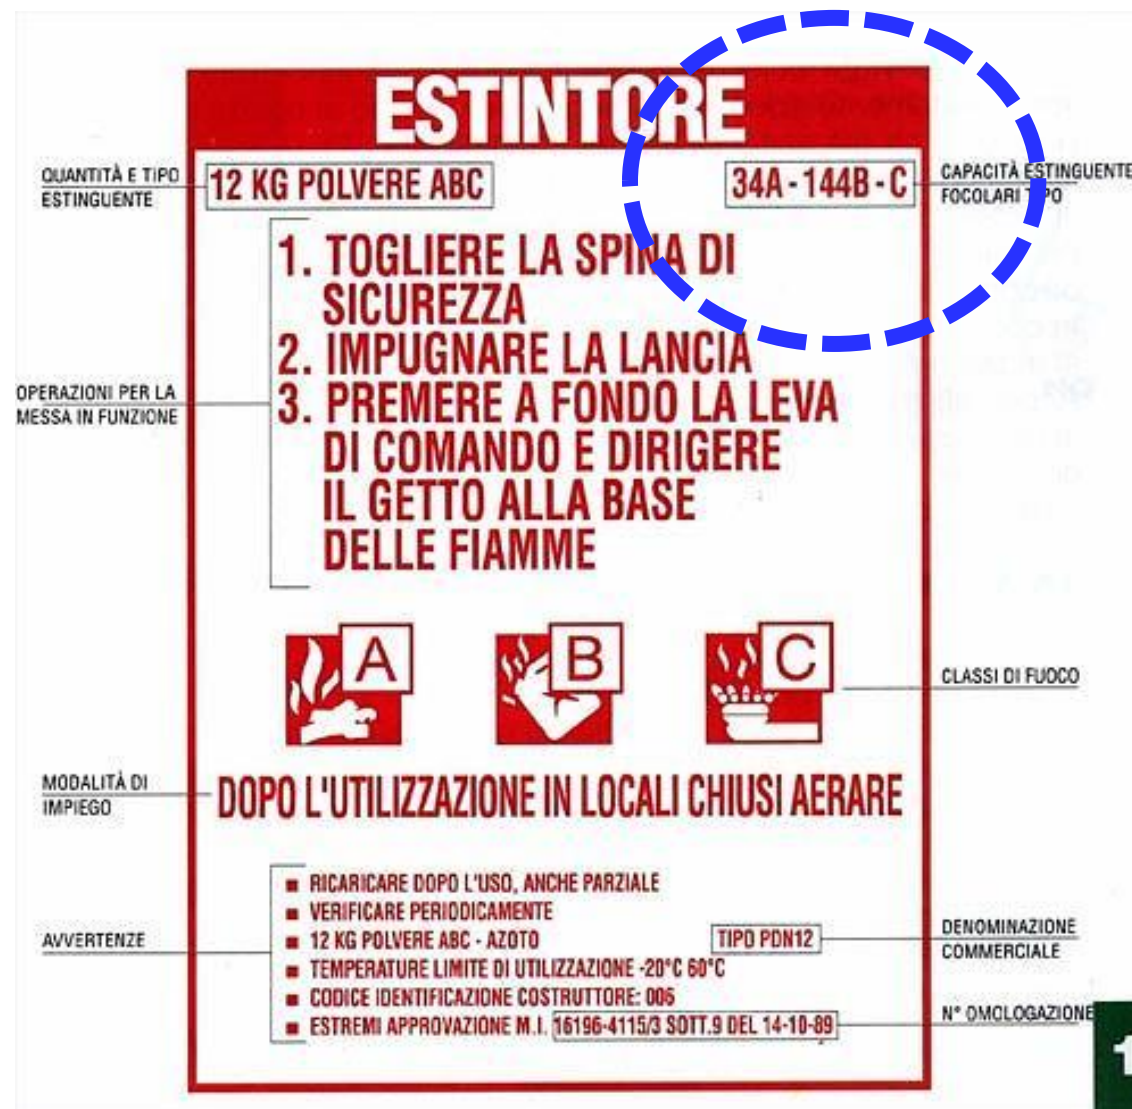 ESTINTORE
QUANTITÀ E TIPO
ESTINGUENTE
12 KG POLVERE ABC
34A - 144B - C
CAPACITÀ ESTINGUENTE
FOCOLARI TIPO
1. TOGLIERE LA SPINA DI
SICUREZZA
2. IMPUGNARE LA LANCIA
3. PREMERE A FONDO LA LEVA
DI COMANDO E DIRIGERE
IL GETTO ALLA BASE
DELLE FIAMME
OPERAZIONI PER LA
MESSA IN FUNZIONE
A
B
C
CLASSI DI FUOCO
MODALITÀ DI
IMPIEGO
DOPO L'UTILIZZAZIONE IN LOCALI CHIUSI AERARE
AVVERTENZE
RICARICARE DOPO L'USO, ANCHE PARZIALE
VERIFICARE PERIODICAMENTE
12 KG POLVERE ABC - AZOTO
TIPO PDN12
DENOMINAZIONE
COMMERCIALE
TEMPERATURE LIMITE DI UTILIZZAZIONE -20°C 60°C
CODICE IDENTIFICAZIONE COSTRUTTORE: 006
ESTREMI APPROVAZIONE M.I. 16196-4115/3 SOTT.9 DEL 14-10-89
N° OMOLOGAZIONE